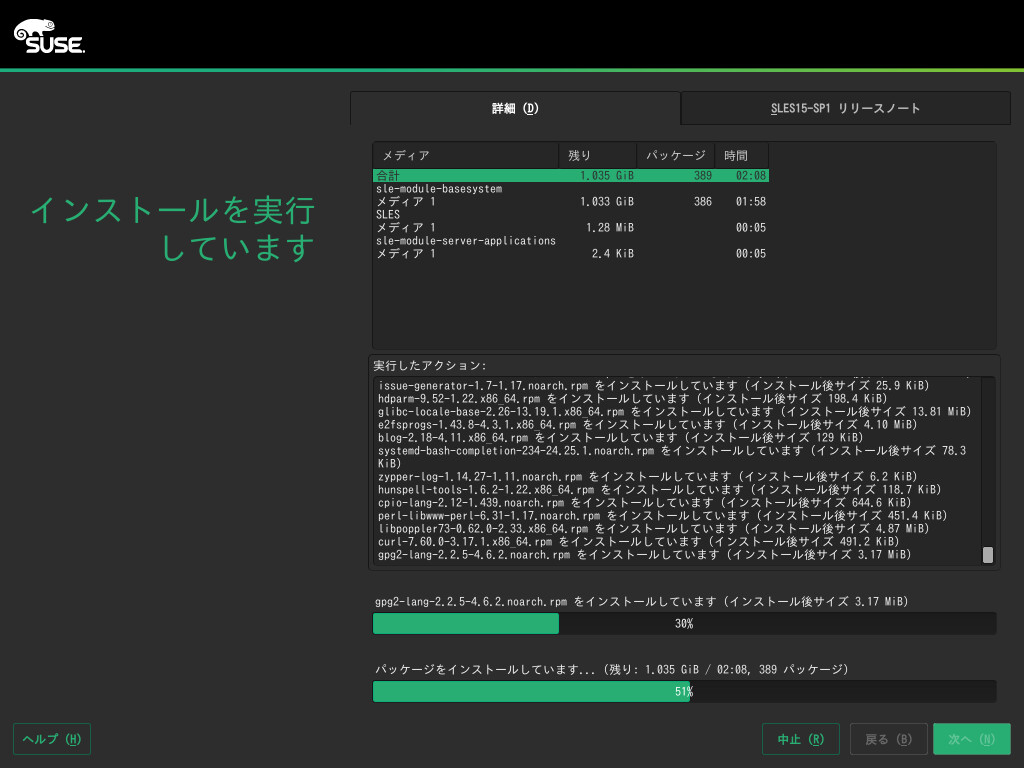 SUSE.
詳細 (D)
SLES15-SP1 リリースノート
インストールを実行
しています
メディア 残り パッケージ 時間
合計 1.035 GiB 389 02:08
sle-module-basesystem
メディア 1 1.033 GiB 386 01:58
SLES
メディア 1 1.28 MiB 00:05
sle-module-server-applications
メディア 1 2.4 KiB 00:05
実行したアクション:
issue-generator-1.7-1.17.noarch.rpm をインストールしています (インストール後サイズ 25.9 KiB)
hdparm-9.52-1.22.x86_64.rpm をインストールしています (インストール後サイズ 198.4 KiB)
glibc-locale-base-2.26-13.19.1.x86_64.rpm をインストールしています (インストール後サイズ 13.81 MiB)
e2fsprogs-1.43.8-4.3.1.x86_64.rpm をインストールしています (インストール後サイズ 4.10 MiB)
blog-2.18-4.11.x86_64.rpm をインストールしています (インストール後サイズ 129 KiB)
systemd-bash-completion-234-24.25.1.noarch.rpm をインストールしています (インストール後サイズ 78.3
KiB)
zypper-log-1.14.27-1.11.noarch.rpm をインストールしています (インストール後サイズ 6.2 KiB)
hunspell-tools-1.6.2-1.22.x86_64.rpm をインストールしています (インストール後サイズ 118.7 KiB)
cpio-lang-2.12-1.439.noarch.rpm をインストールしています (インストール後サイズ 644.6 KiB)
perl-libwww-perl-6.31-1.17.noarch.rpm をインストールしています (インストール後サイズ 451.4 KiB)
libpoppler73-0.62.0-2.33.x86_64.rpm をインストールしています (インストール後サイズ 4.87 MiB)
curl-7.60.0-3.17.1.x86_64.rpm をインストールしています (インストール後サイズ 491.2 KiB)
gpg2-lang-2.2.5-4.6.2.noarch.rpm をインストールしています (インストール後サイズ 3.17 MiB)
gpg2-lang-2.2.5-4.6.2.noarch.rpm をインストールしています (インストール後サイズ 3.17 MiB)
30%
パッケージをインストールしています... (残り: 1.035 GiB / 02:08, 389 パッケージ)
51%
ヘルプ (H) 中止 (R) 戻る (B) 次へ (N)